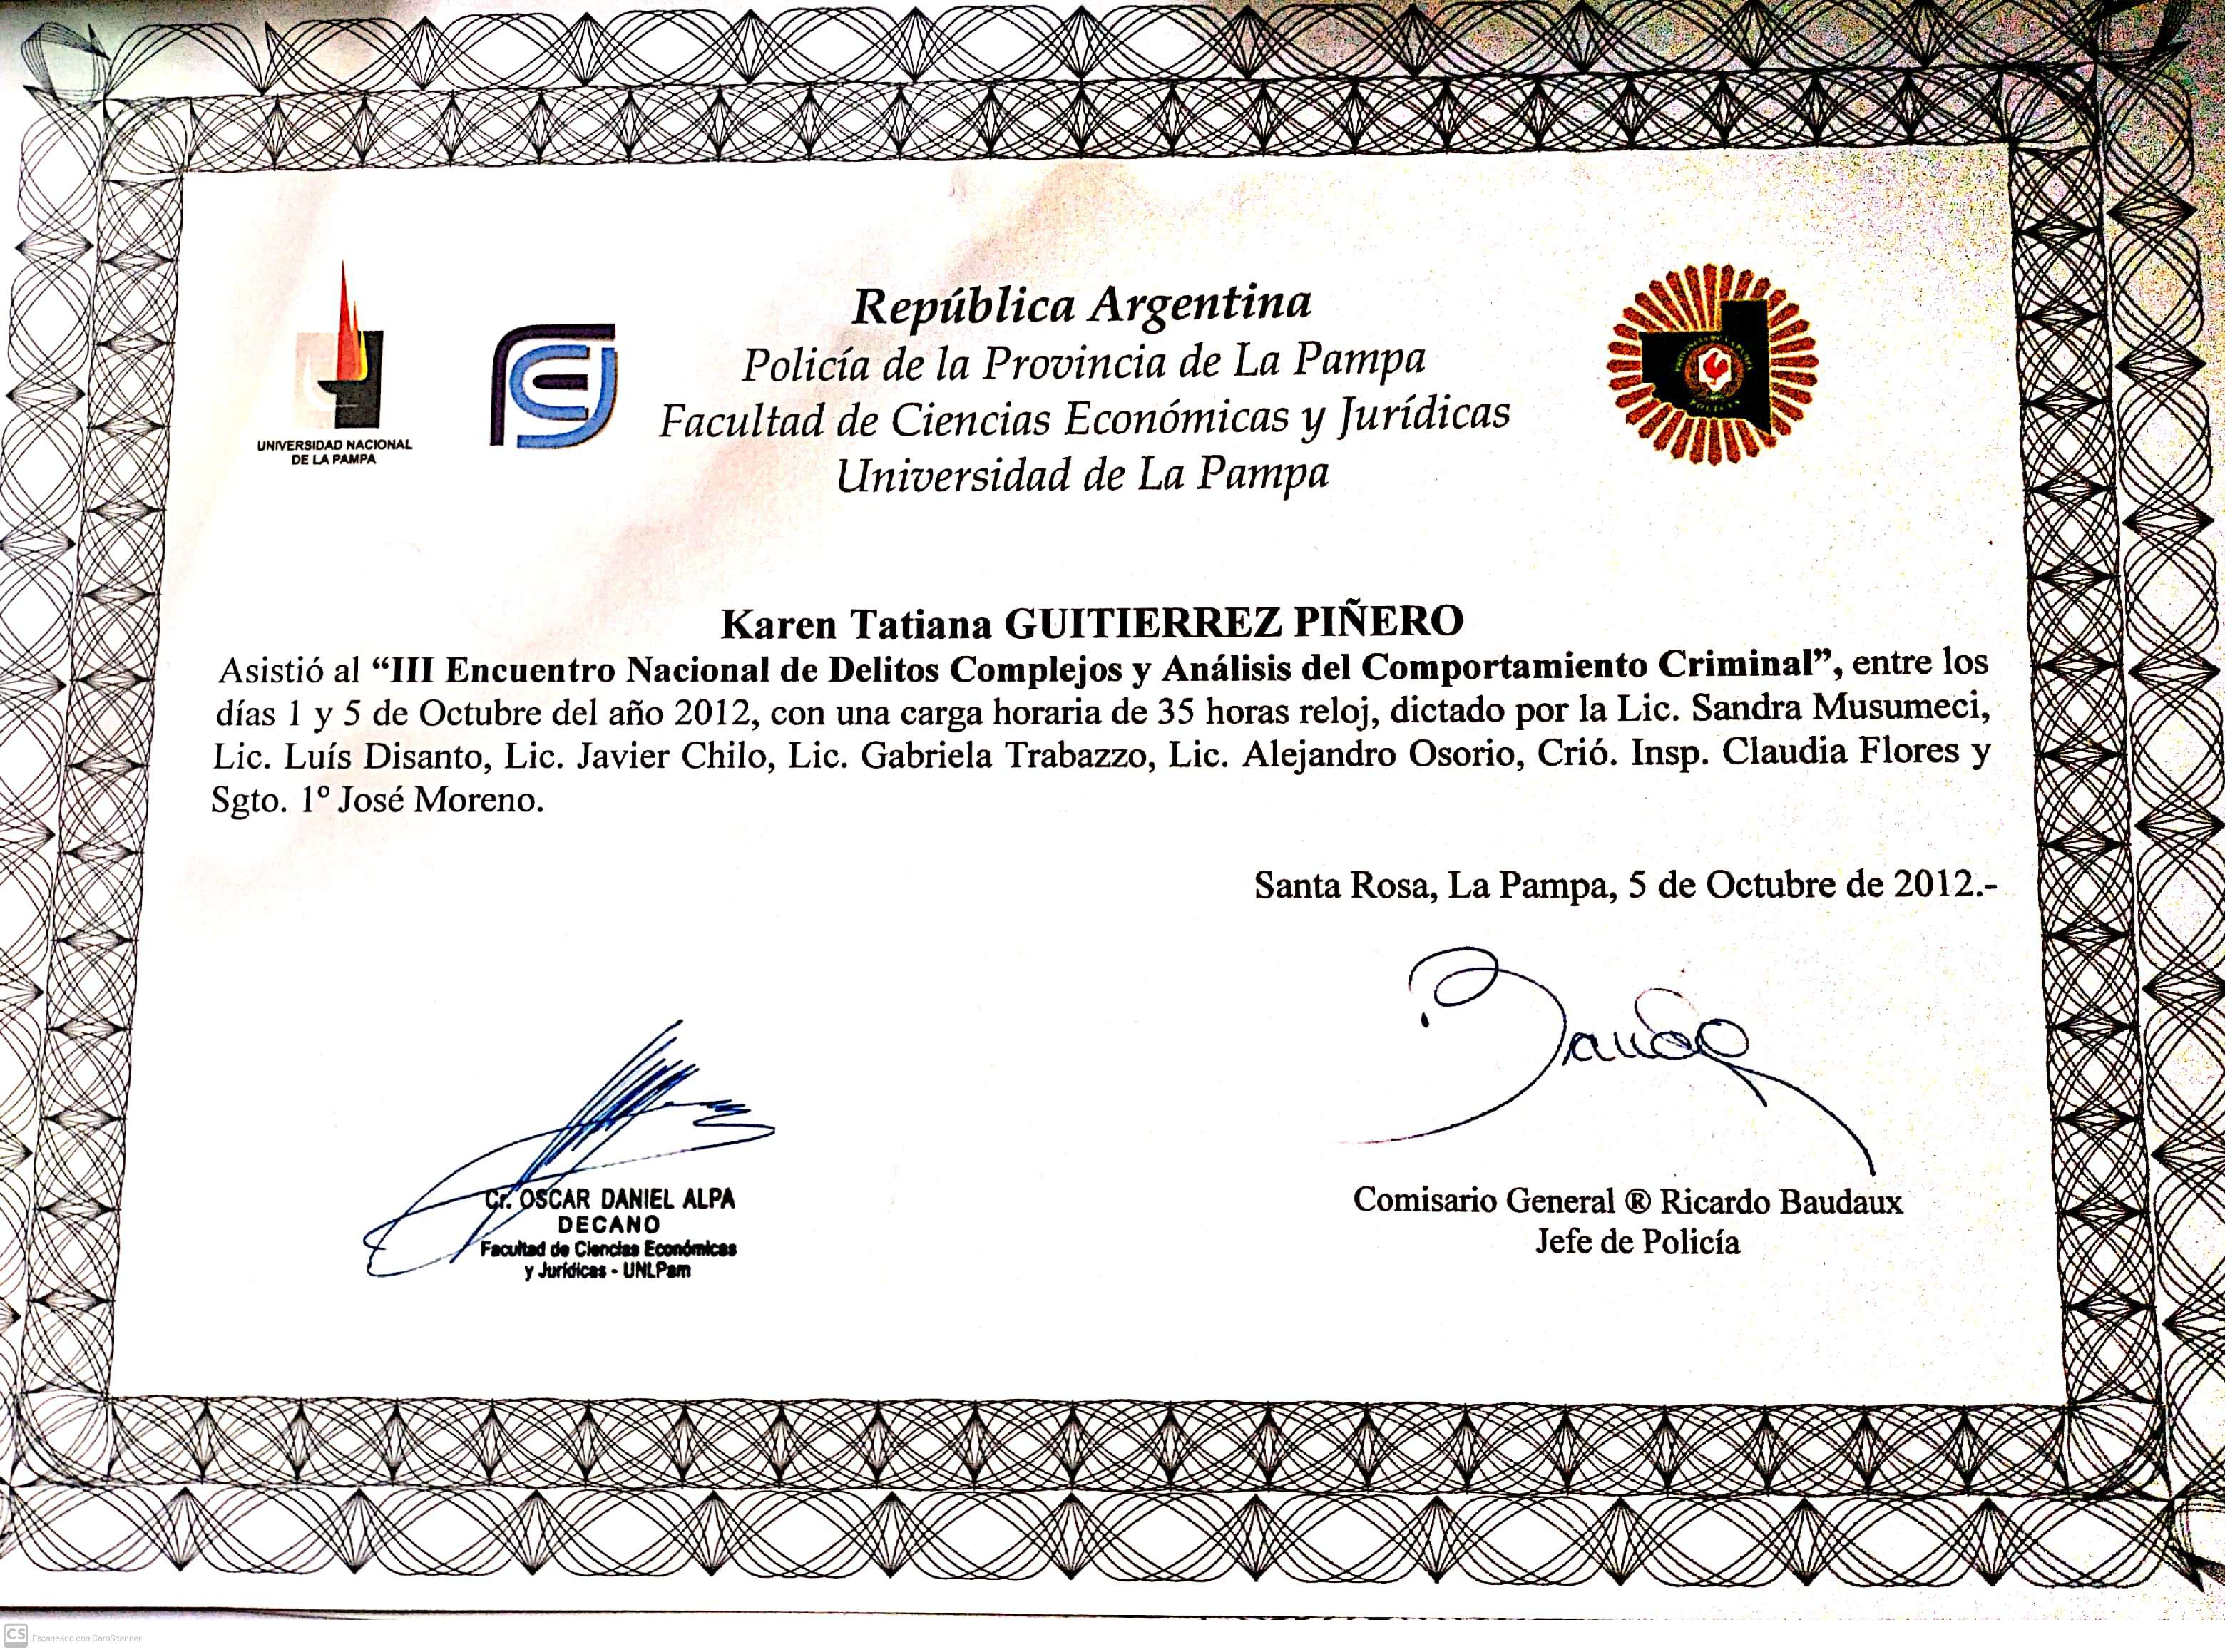 República Argentina
Policía de la Provincia de La Pampa
Facultad de Ciencias Económicas y Jurídicas
Universidad de La Pampa
UNIVERSIDAD NACIONAL
DE LA PAMPA
Karen Tatiana GUITIERREZ PIÑERO
Asistió al “III Encuentro Nacional de Delitos Complejos y Análisis del Comportamiento Criminal”, entre los
días 1 y 5 de Octubre del año 2012, con una carga horaria de 35 horas reloj, dictado por la Lic. Sandra Musumeci,
Lic. Luís Disanto, Lic. Javier Chilo, Lic. Gabriela Trabazzo, Lic. Alejandro Osorio, Crió. Insp. Claudia Flores y
Sgto. 1º José Moreno.
Santa Rosa, La Pampa, 5 de Octubre de 2012.-
Cr. OSCAR DANIEL ALPA
DECANO
Facultad de Ciencias Económicas
y Jurídicas - UNLPam
Comisario General ® Ricardo Baudaux
Jefe de Policía
CS Escaneado con CamScanner